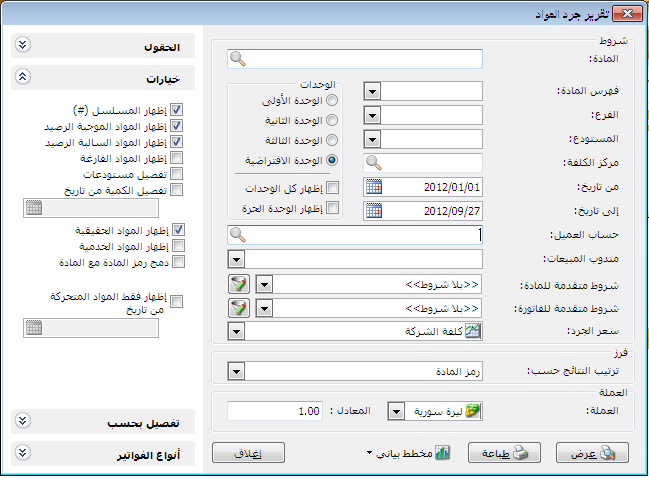 تقرير جرد المواد
شروط
المادة:
فهرس المادة:
الفرع:
المستودع:
مركز الكلفة:
من تاريخ: 2012/01/01
إلى تاريخ: 2012/09/27
الوحدات
الوحدة الأولى
الوحدة الثانية
الوحدة الثالثة
الوحدة الافتراضية
إظهار كل الوحدات
إظهار الوحدة الحرة
حساب العميل:
مندوب المبيعات:
شروط متقدمة للمادة: <<بلا شروط>>
شروط متقدمة للفاتورة: <<بلا شروط>>
سعر الجرد: كلفة الشركة
فرز
ترتيب النتائج حسب: رمز المادة
العملة
العملة: ليرة سورية المعادل : 1.00
عرض طباعة مخطط بياني إغلاق
الحقول
خيارات
إظهار المسلسل (#)
إظهار المواد الموجبة الرصيد
إظهار المواد السالبة الرصيد
إظهار المواد الفارغة
تفصيل مستودعات
تفصيل الكمية من تاريخ
إظهار المواد الحقيقية
إظهار المواد الخدمية
دمج رمز المادة مع المادة
إظهار فقط المواد المتحركة
من تاريخ
تفصيل بحسب
أنواع الفواتير